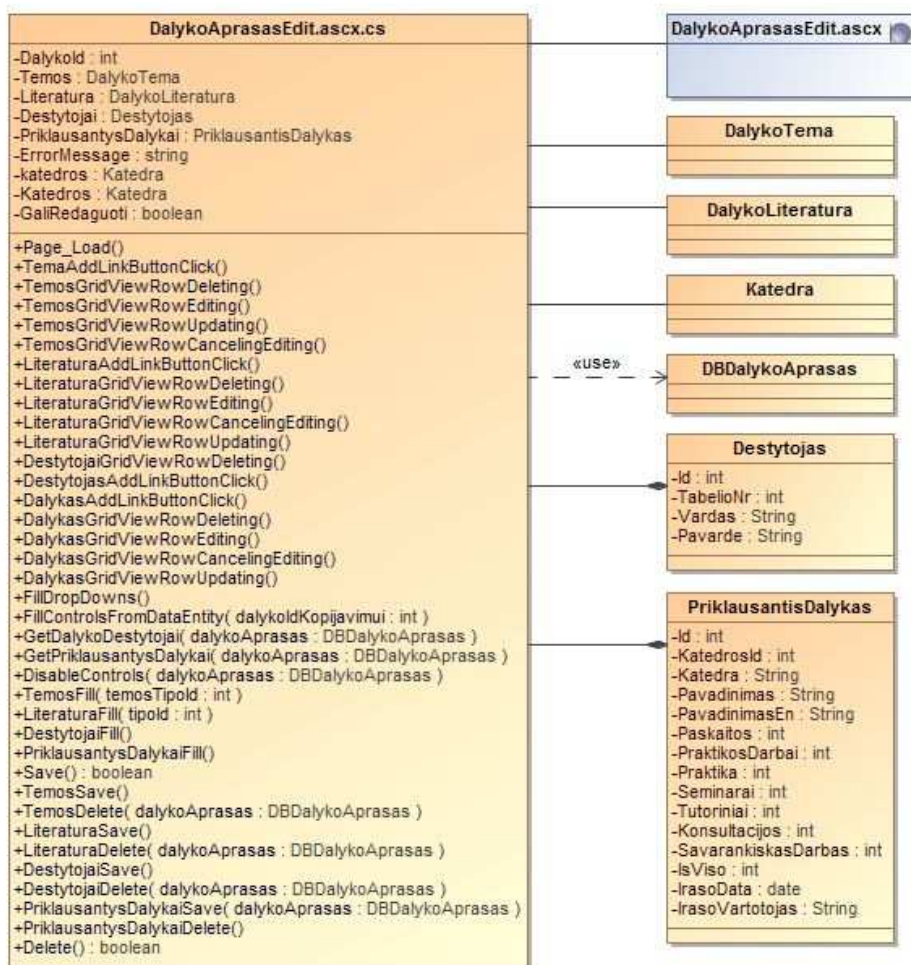 DalykoAprasasEdit.ascx.cs
-DalykoId : int
-Temos : DalykoTema
-Literatura : DalykoLiteratura
-Destytojai : Destytojas
-PriklausantysDalykai : PriklausantisDalykas
-ErrorMessage : string
-katedros : Katedra
-Katedros : Katedra
-GaliRedaguoti : boolean
+Page_Load()
+TemaAddLinkButtonClick()
+TemosGridViewRowDeleting()
+TemosGridViewRowEditing()
+TemosGridViewRowUpdating()
+TemosGridViewRowCancelingEditing()
+LiteraturaAddLinkButtonClick()
+LiteraturaGridViewRowDeleting()
+LiteraturaGridViewRowEditing()
+LiteraturaGridViewRowCancelingEditing()
+LiteraturaGridViewRowUpdating()
+DestytojaiGridViewRowDeleting()
+DestytojasAddLinkButtonClick()
+DalykasAddLinkButtonClick()
+DalykasGridViewRowDeleting()
+DalykasGridViewRowEditing()
+DalykasGridViewRowCancelingEditing()
+DalykasGridViewRowUpdating()
+FillDropDowns()
+FillControlsFromDataEntity( dalykoIdKopijavimui : int )
+GetDalykoDestytojai( dalykoAprasas : DBDalykoAprasas )
+GetPriklausantysDalykai( dalykoAprasas : DBDalykoAprasas )
+DisableControls( dalykoAprasas : DBDalykoAprasas )
+TemosFill( temosTipoId : int )
+LiteraturaFill( tipoId : int )
+DestytojaiFill()
+PriklausantysDalykaiFill()
+Save() : boolean
+TemosSave()
+TemosDelete( dalykoAprasas : DBDalykoAprasas )
+LiteraturaSave()
+LiteraturaDelete( dalykoAprasas : DBDalykoAprasas )
+DestytojaiSave()
+DestytojaiDelete( dalykoAprasas : DBDalykoAprasas )
+PriklausantysDalykaiSave( dalykoAprasas : DBDalykoAprasas )
+PriklausantysDalykaiDelete()
+Delete() : boolean
«use»
DalykoAprasasEdit.ascx
DalykoTema
DalykoLiteratura
Katedra
DBDalykoAprasas
Destytojas
-Id : int
-TabelioNr : int
-Vardas : String
-Pavarde : String
PriklausantisDalykas
-Id : int
-KatedrosId : int
-Katedra : String
-Pavadinimas : String
-PavadinimasEn : String
-Paskaitos : int
-PraktikosDarbai : int
-Praktika : int
-Seminarai : int
-Tutoriniai : int
-Konsultacijos : int
-SavarankiskasDarbas : int
-IsViso : int
-IrasoData : date
-IrasoVartotojas : String